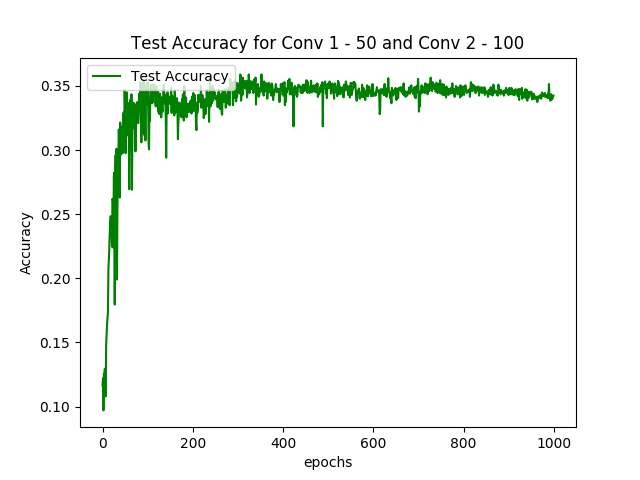 Test Accuracy for Conv 1 - 50 and Conv 2 - 100
Test Accuracy
0.35
0.30
0.25
0.20
0.15
0.10
Accuracy
0 200 400 600 800 1000
epochs